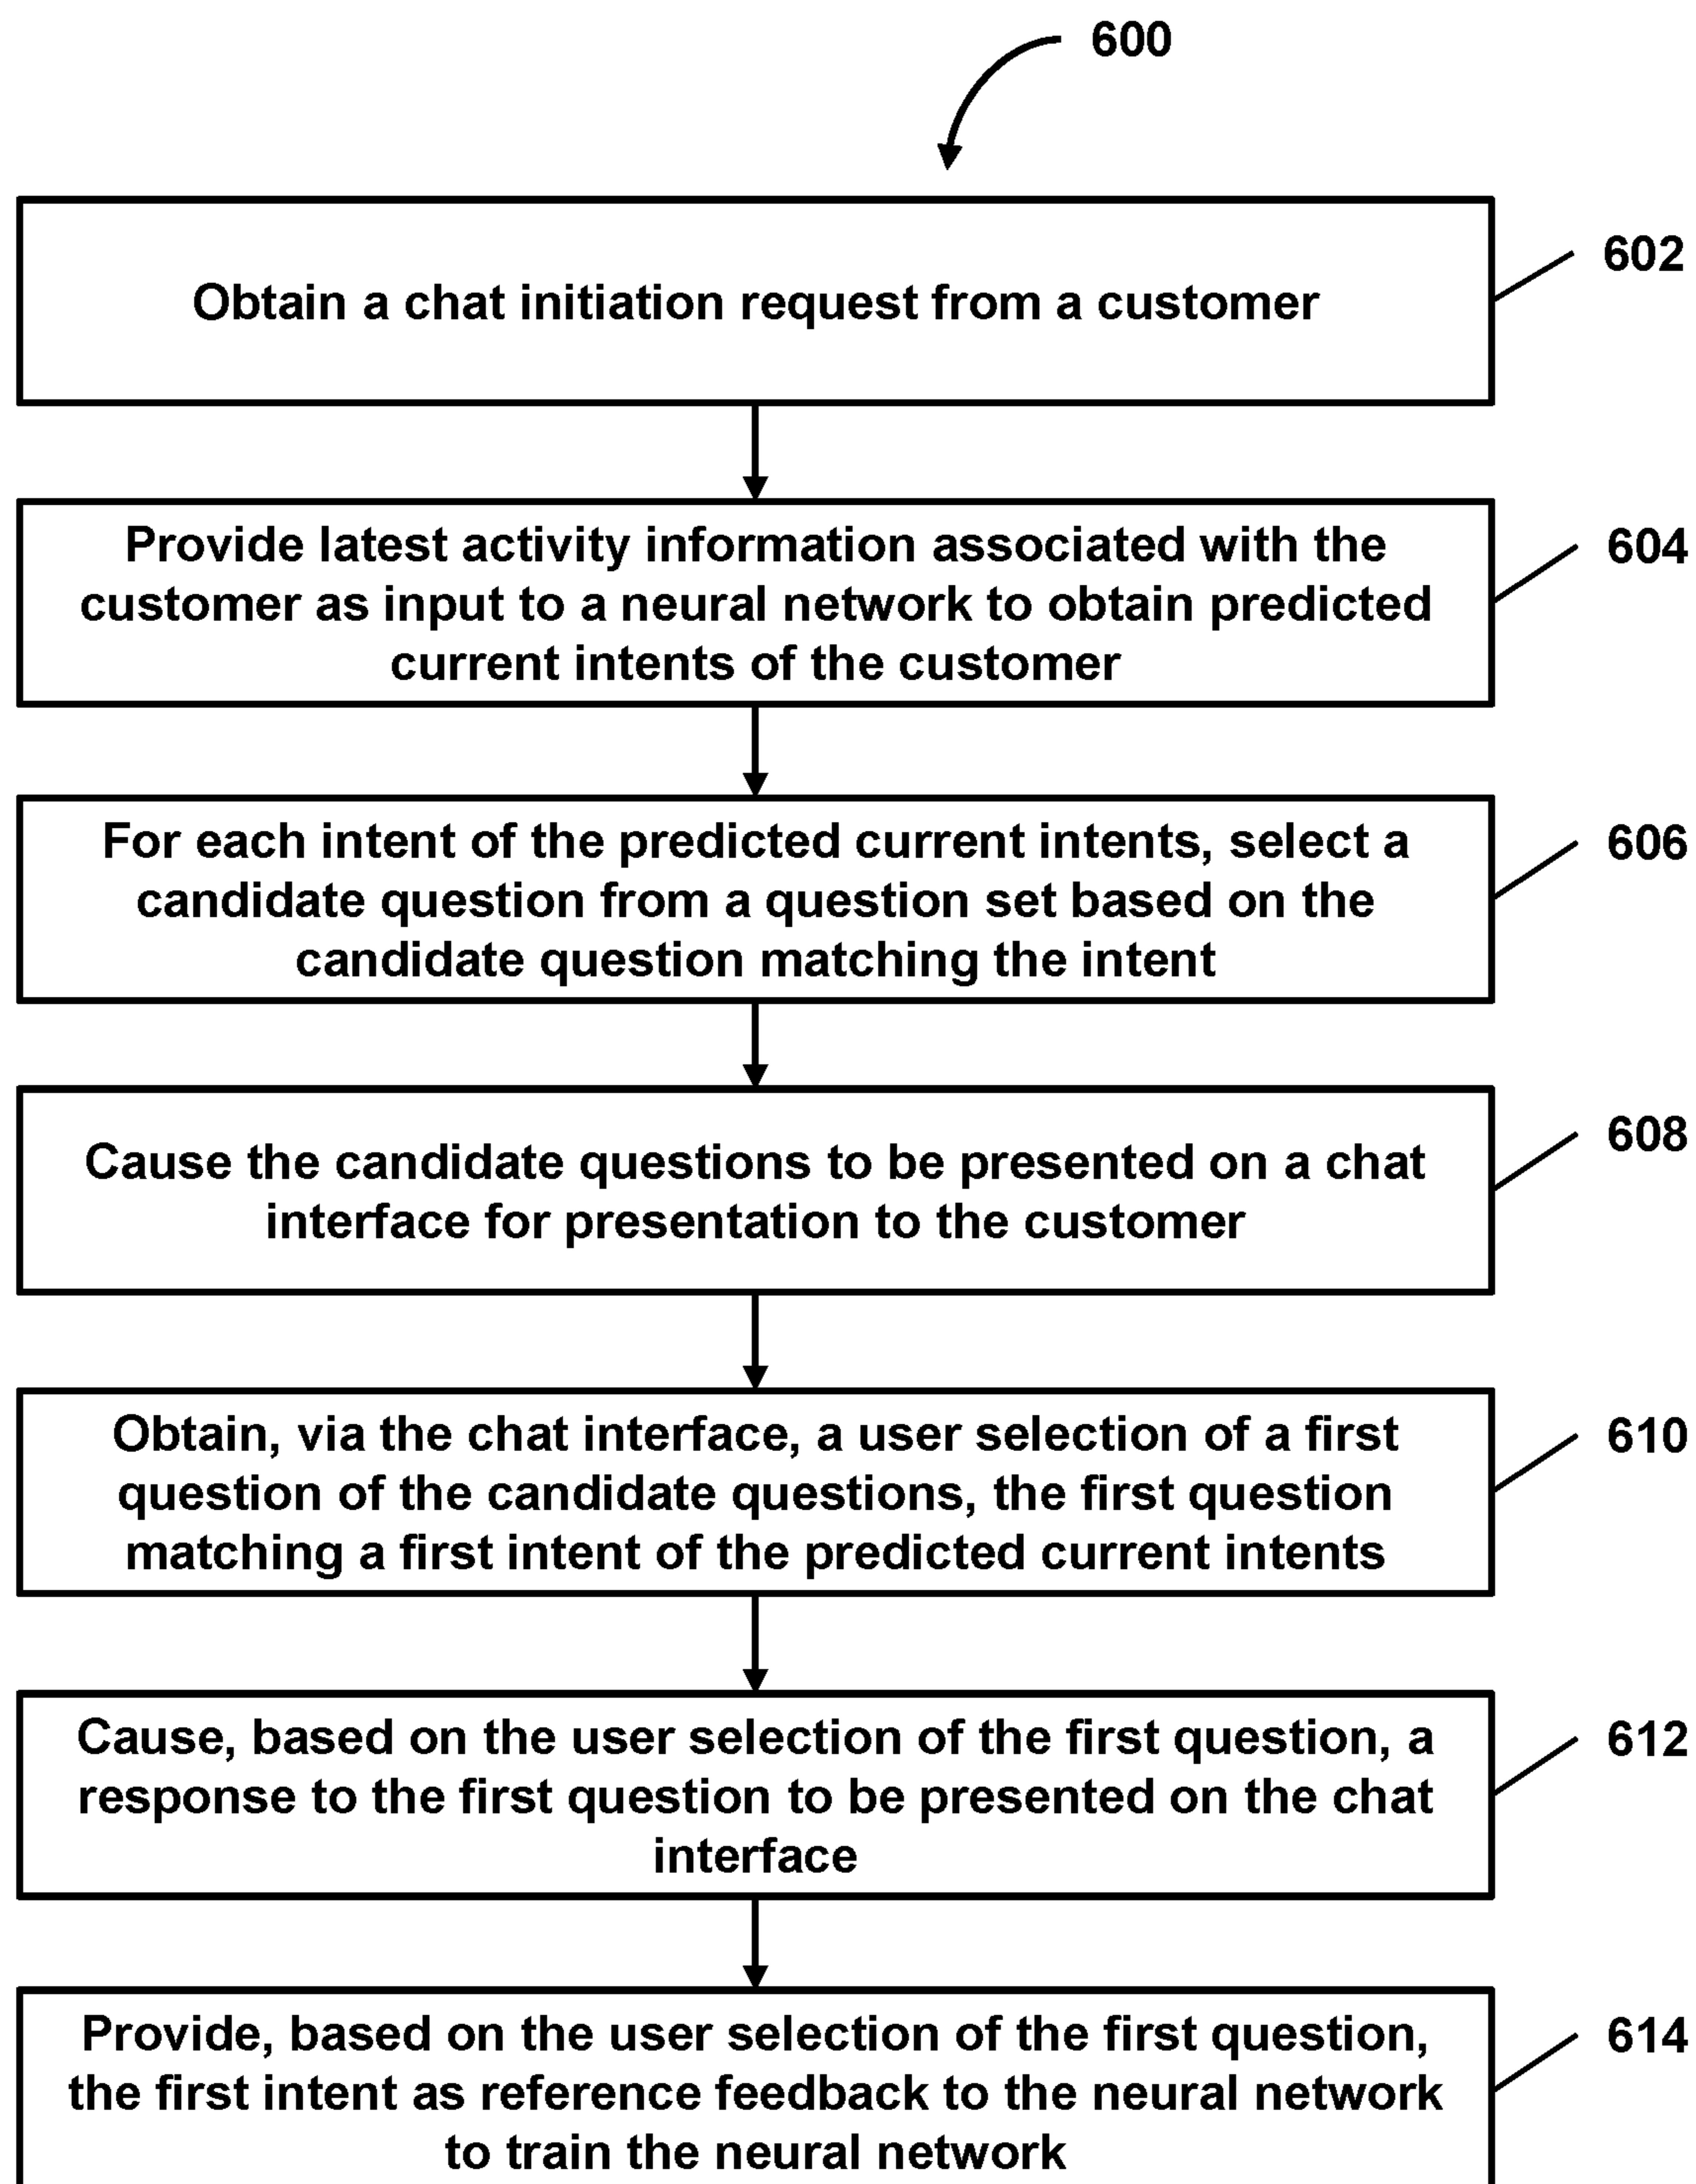 600
Obtain a chat initiation request from a customer
602
Provide latest activity information associated with the
customer as input to a neural network to obtain predicted
current intents of the customer
604
For each intent of the predicted current intents, select a
candidate question from a question set based on the
candidate question matching the intent
606
Cause the candidate questions to be presented on a chat
interface for presentation to the customer
608
Obtain, via the chat interface, a user selection of a first
question of the candidate questions, the first question
matching a first intent of the predicted current intents
610
Cause, based on the user selection of the first question, a
response to the first question to be presented on the chat
interface
612
Provide, based on the user selection of the first question,
the first intent as reference feedback to the neural network
to train the neural network
614